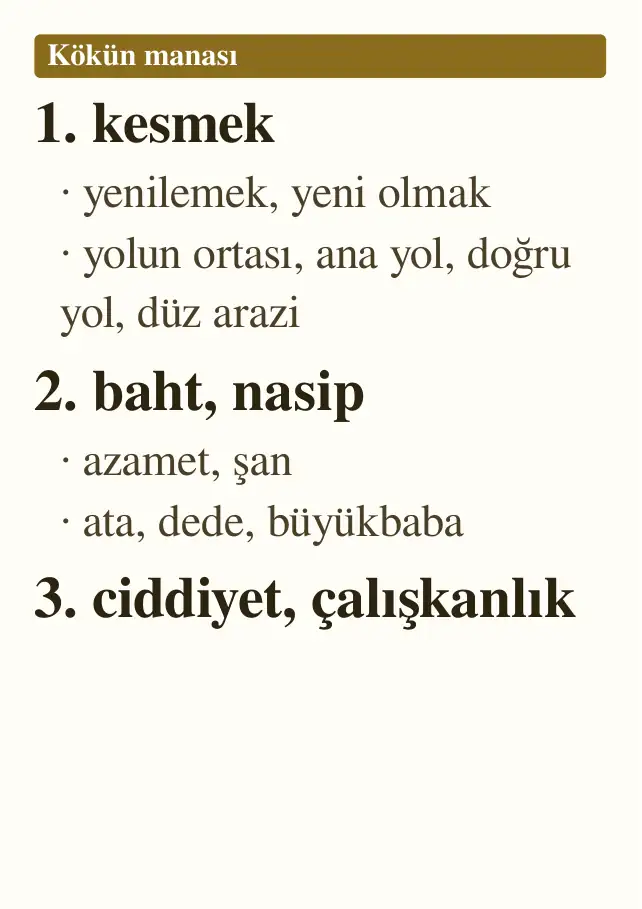 Kökün manası
1. kesmek
· yenilemek, yeni olmak
· yolun ortası, ana yol, doğru
yol, düz arazi
2. baht, nasip
· azamet, şan
· ata, dede, büyükbaba
3. ciddiyet, çalışkanlık